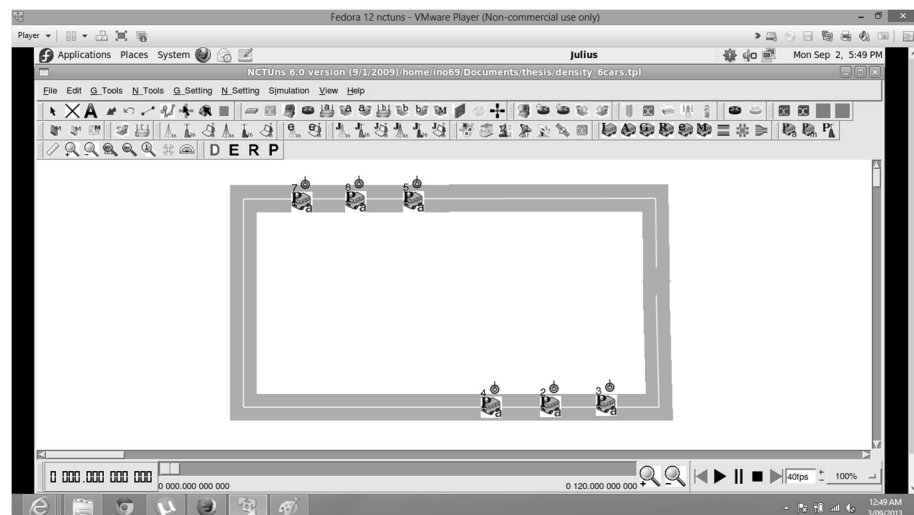 Fedora 12 nctuns - VMware Player (Non-commercial use only)
Player
Applications Places System
Julius
Mon Sep 2, 5:49 PM
NCTUns 6.0 version (9/1/2009)/home/ino69/Documents/thesis/density_6cars.tpl
File Edit G_Tools N_Tools G_Setting N_Setting Simulation View Help
D E R P
7 6 5
4 2 3
0 000.000 000 000
0 000.000 000 000
0 120.000 000 000
40fps
100%
12:49 AM
3/09/2013